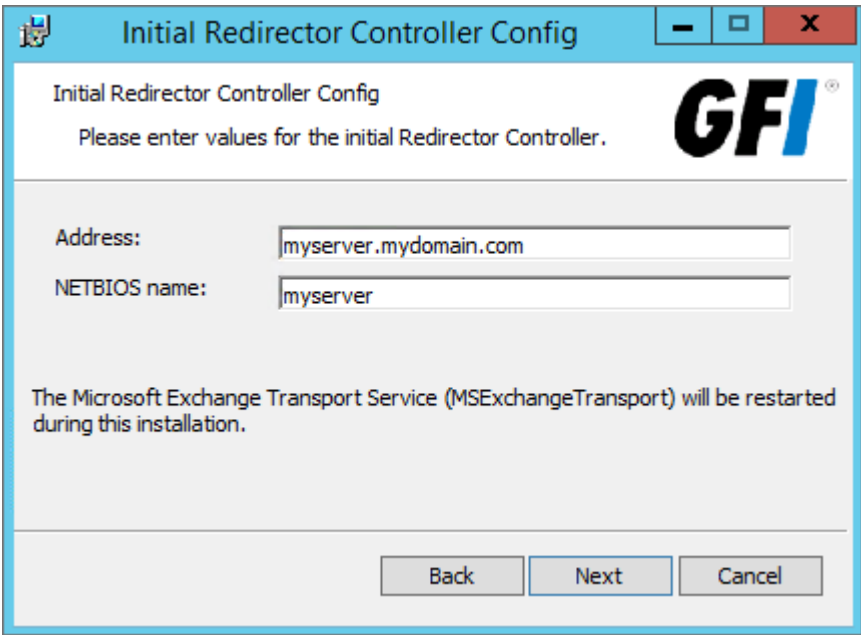 Initial Redirector Controller Config
Initial Redirector Controller Config
Please enter values for the initial Redirector Controller.
GFI®
Address:
myserver.mydomain.com
NETBIOS name:
myserver
The Microsoft Exchange Transport Service (MSExchangeTransport) will be restarted
during this installation.
Back
Next
Cancel